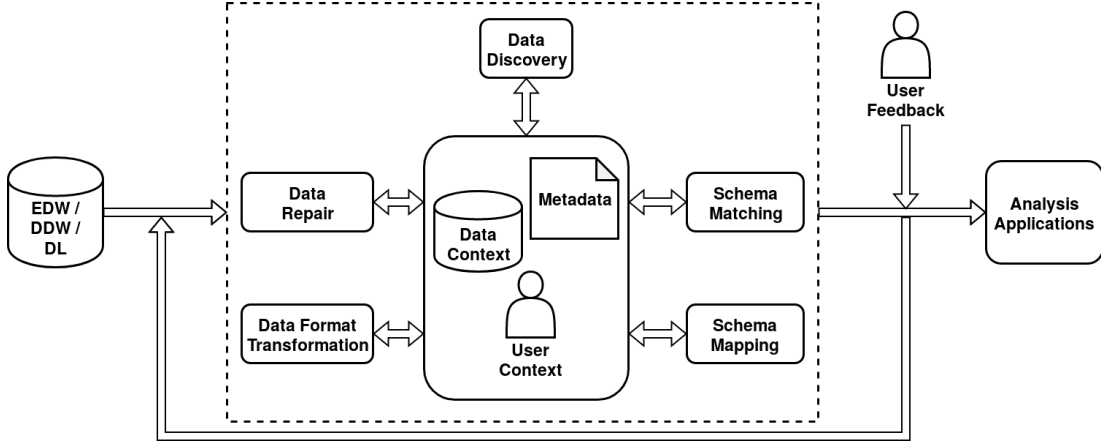 Data
Discovery
User
Feedback
EDW /
DDW /
DL
Data
Repair
Data
Context
Metadata
Schema
Matching
Analysis
Applications
Data Format
Transformation
User
Context
Schema
Mapping